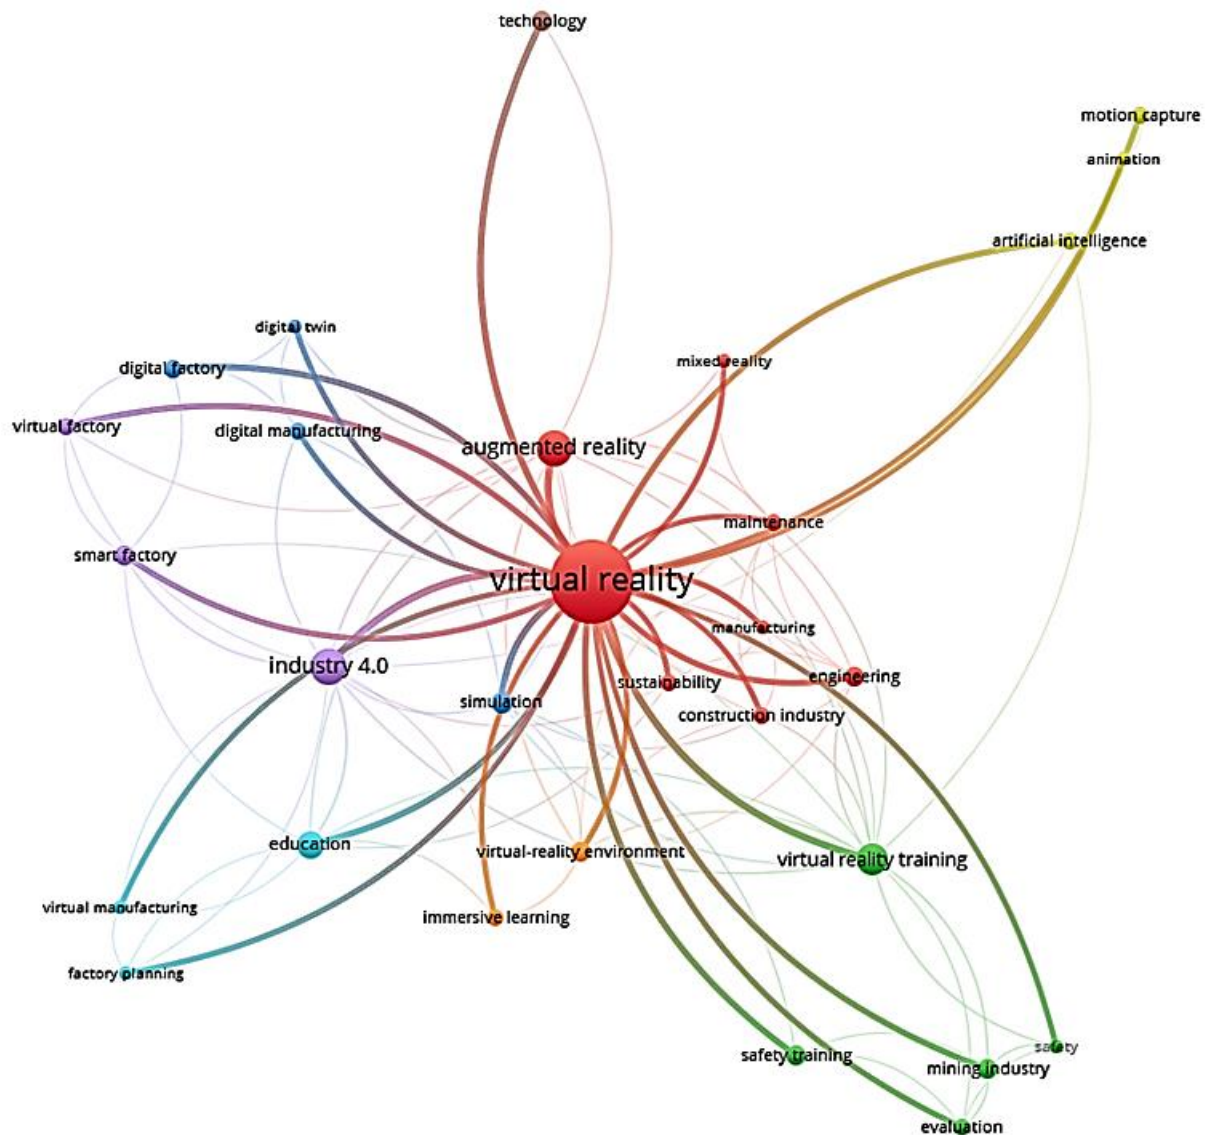 technology
motion capture
animation
artificial intelligence
digital twin
mixed reality
digital factory
virtual factory
digital manufacturing
augmented reality
maintenance
smart factory
virtual reality
manufacturing
industry 4.0
engineering
sustainability
simulation
construction industry
education
virtual-reality environment
virtual reality training
virtual manufacturing
immersive learning
factory planning
safety
safety training
mining industry
evaluation